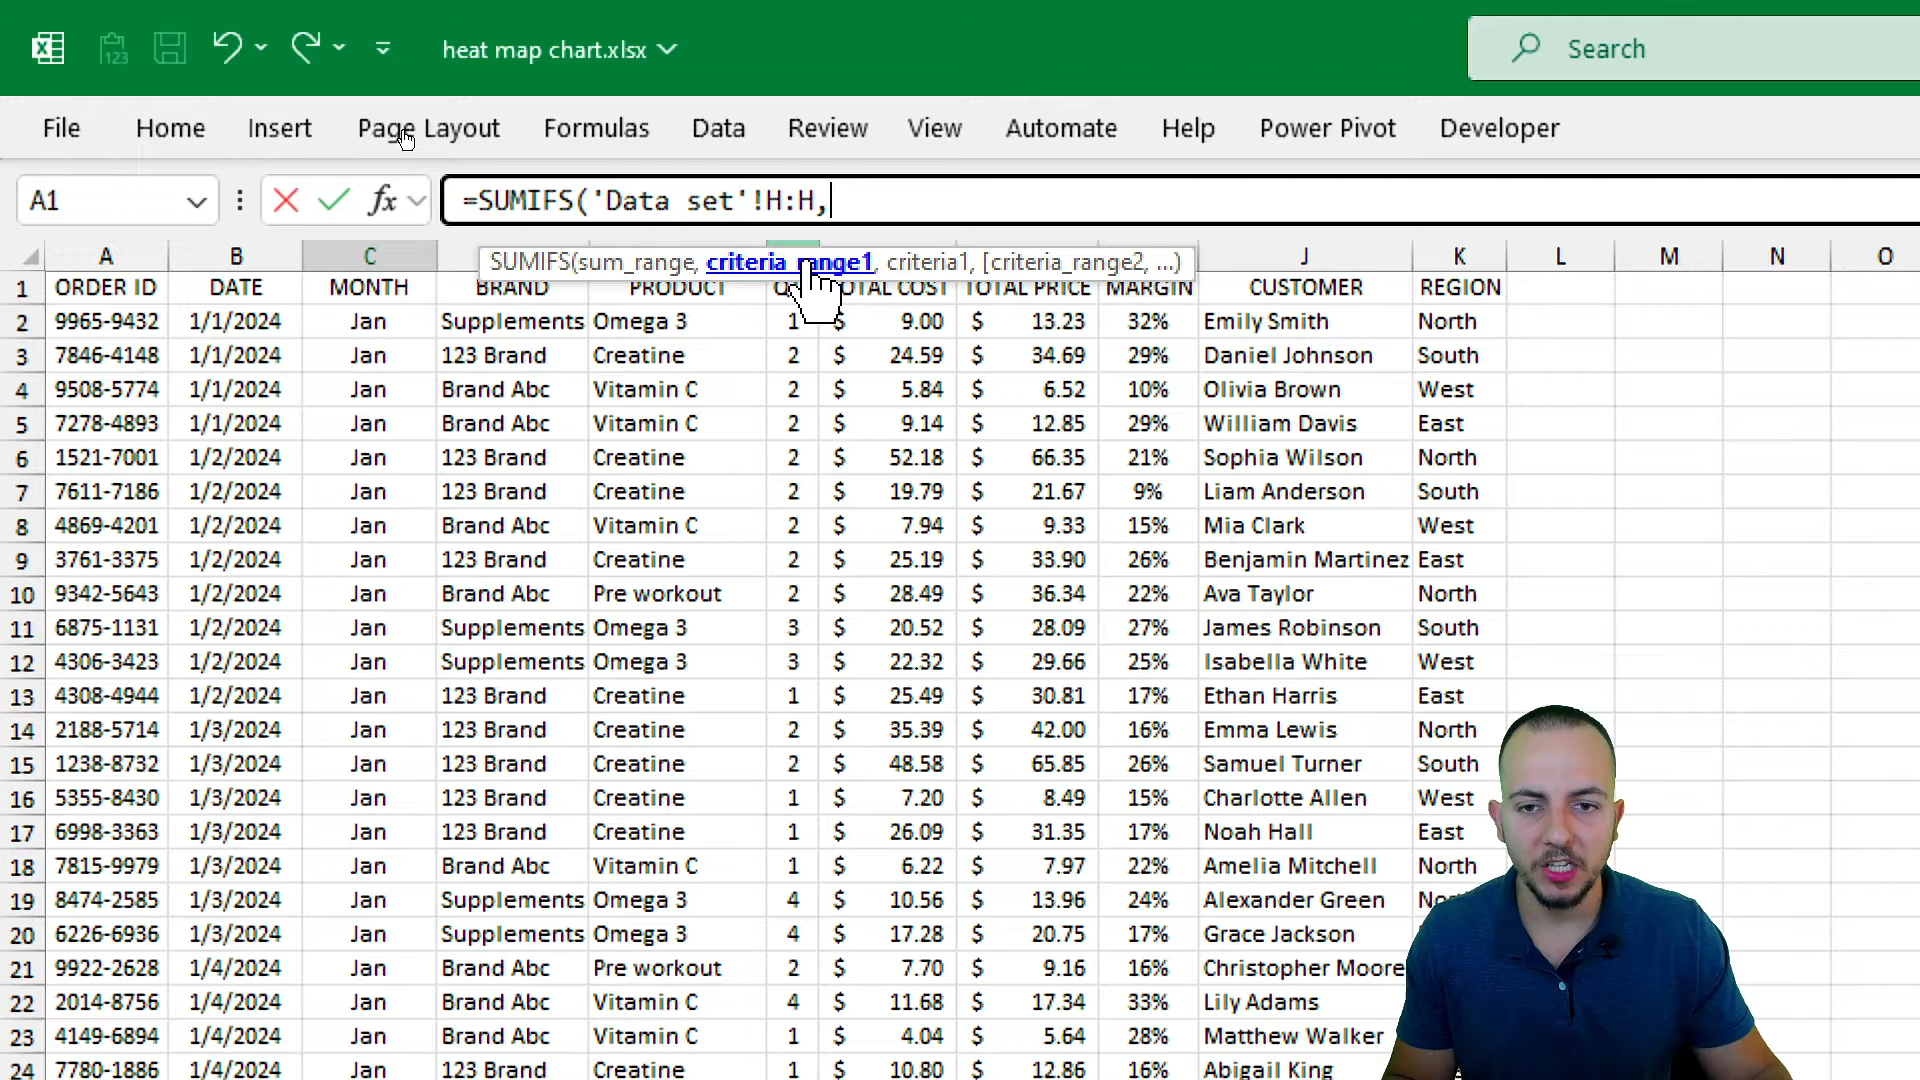 heat map chart.xlsx
Search
File Home Insert Page Layout Formulas Data Review View Automate Help Power Pivot Developer
A1 fx =SUMIFS('Data set'!H:H,
SUMIFS(sum_range, criteria_range1, criteria1, [criteria_range2, ...)
A B C J K L M N O
1 ORDER ID DATE MONTH BRAND PRODUCT TOTAL PRICE MARGIN CUSTOMER REGION
2 9965-9432 1/1/2024 Jan Supplements Omega 3 1 $ 9.00 $ 13.23 32% Emily Smith North
3 7846-4148 1/1/2024 Jan 123 Brand Creatine 2 $ 24.59 $ 34.69 29% Daniel Johnson South
4 9508-5774 1/1/2024 Jan Brand Abc Vitamin C 2 $ 5.84 $ 6.52 10% Olivia Brown West
5 7278-4893 1/1/2024 Jan Brand Abc Vitamin C 2 $ 9.14 $ 12.85 29% William Davis East
6 1521-7001 1/2/2024 Jan 123 Brand Creatine 2 $ 52.18 $ 66.35 21% Sophia Wilson North
7 7611-7186 1/2/2024 Jan 123 Brand Creatine 2 $ 19.79 $ 21.67 9% Liam Anderson South
8 4869-4201 1/2/2024 Jan Brand Abc Vitamin C 2 $ 7.94 $ 9.33 15% Mia Clark West
9 3761-3375 1/2/2024 Jan 123 Brand Creatine 2 $ 25.19 $ 33.90 26% Benjamin Martinez East
10 9342-5643 1/2/2024 Jan Brand Abc Pre workout 2 $ 28.49 $ 36.34 22% Ava Taylor North
11 6875-1131 1/2/2024 Jan Supplements Omega 3 3 $ 20.52 $ 28.09 27% James Robinson South
12 4306-3423 1/2/2024 Jan Supplements Omega 3 3 $ 22.32 $ 29.66 25% Isabella White West
13 4308-4944 1/2/2024 Jan 123 Brand Creatine 1 $ 25.49 $ 30.81 17% Ethan Harris East
14 2188-5714 1/3/2024 Jan 123 Brand Creatine 2 $ 35.39 $ 42.00 16% Emma Lewis North
15 1238-8732 1/3/2024 Jan 123 Brand Creatine 2 $ 48.58 $ 65.85 26% Samuel Turner South
16 5355-8430 1/3/2024 Jan 123 Brand Creatine 1 $ 7.20 $ 8.49 15% Charlotte Allen West
17 6998-3363 1/3/2024 Jan 123 Brand Creatine 1 $ 26.09 $ 31.35 17% Noah Hall East
18 7815-9979 1/3/2024 Jan Brand Abc Vitamin C 1 $ 6.22 $ 7.97 22% Amelia Mitchell North
19 8474-2585 1/3/2024 Jan Supplements Omega 3 4 $ 10.56 $ 13.96 24% Alexander Green
20 6226-6936 1/3/2024 Jan Supplements Omega 3 4 $ 17.28 $ 20.75 17% Grace Jackson
21 9922-2628 1/4/2024 Jan Brand Abc Pre workout 2 $ 7.70 $ 9.16 16% Christopher Moore
22 2014-8756 1/4/2024 Jan Brand Abc Vitamin C 4 $ 11.68 $ 17.34 33% Lily Adams
23 4149-6894 1/4/2024 Jan Brand Abc Vitamin C 1 $ 4.04 $ 5.64 28% Matthew Walker
24 7780-1886 1/4/2024 Jan 123 Brand Creatine 1 $ 10.80 $ 12.86 16% Abigail King